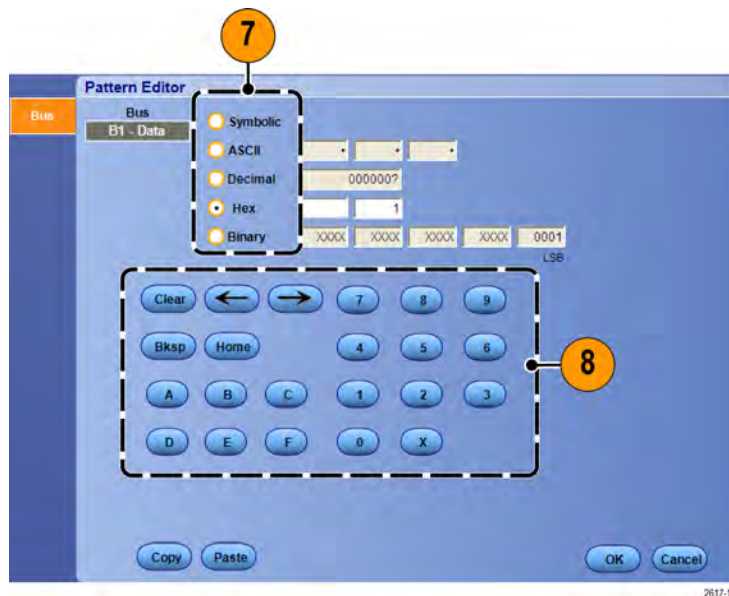 7
Pattern Editor
Bus
Bus
B1 - Data
Symbolic
ASCII
Decimal
000000?
Hex
1
Binary
XXXX XXXX XXXX XXXX 0001
LSB
Clear ← → 7 8 9
Bksp Home 4 5 6
8
A B C 1 2 3
D E F 0 X
Copy Paste
OK Cancel